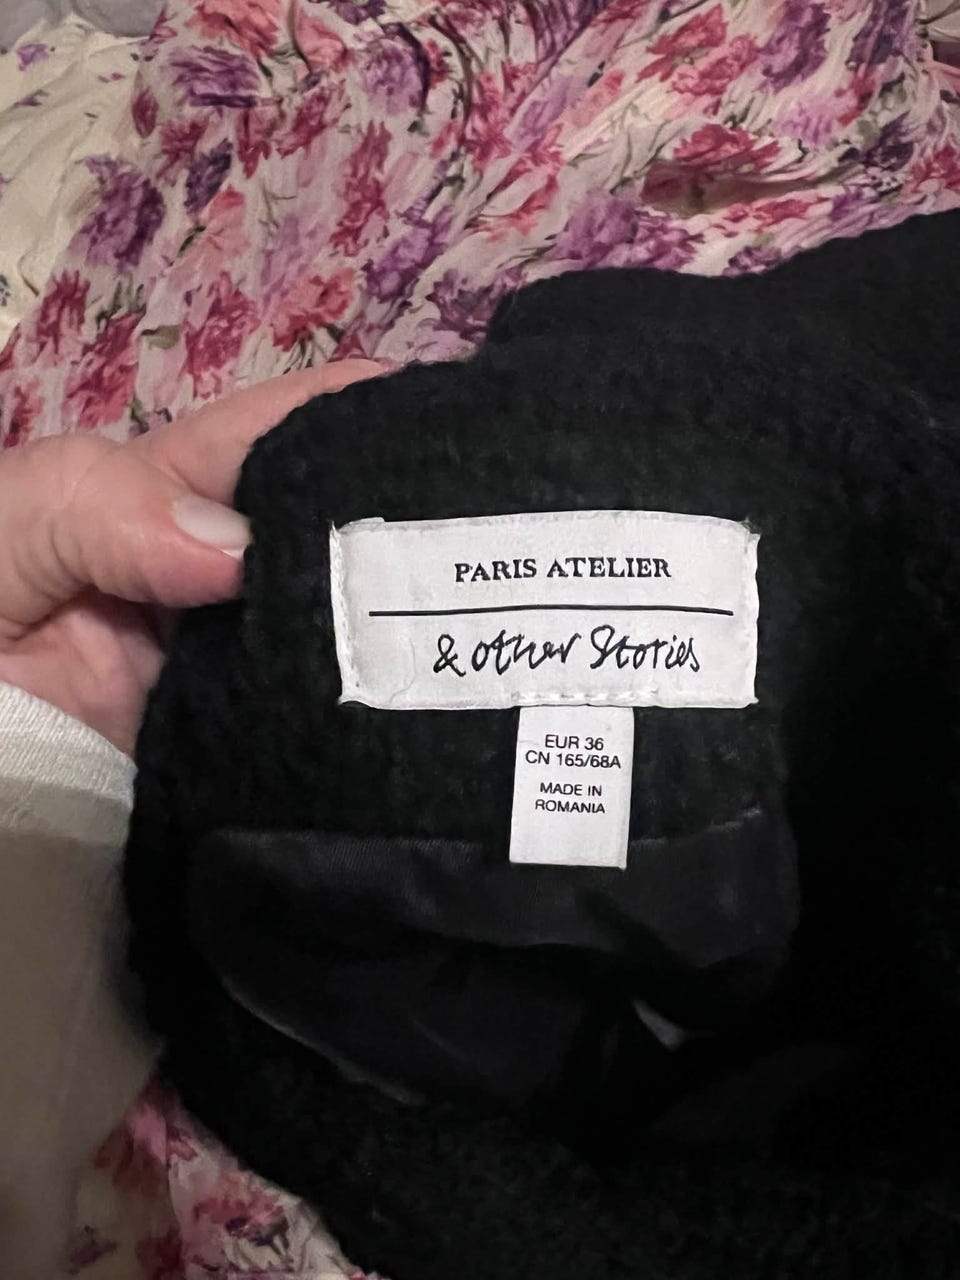 PARIS ATELIER
& other Stories
EUR 36
CN 165/68A
MADE IN
ROMANIA